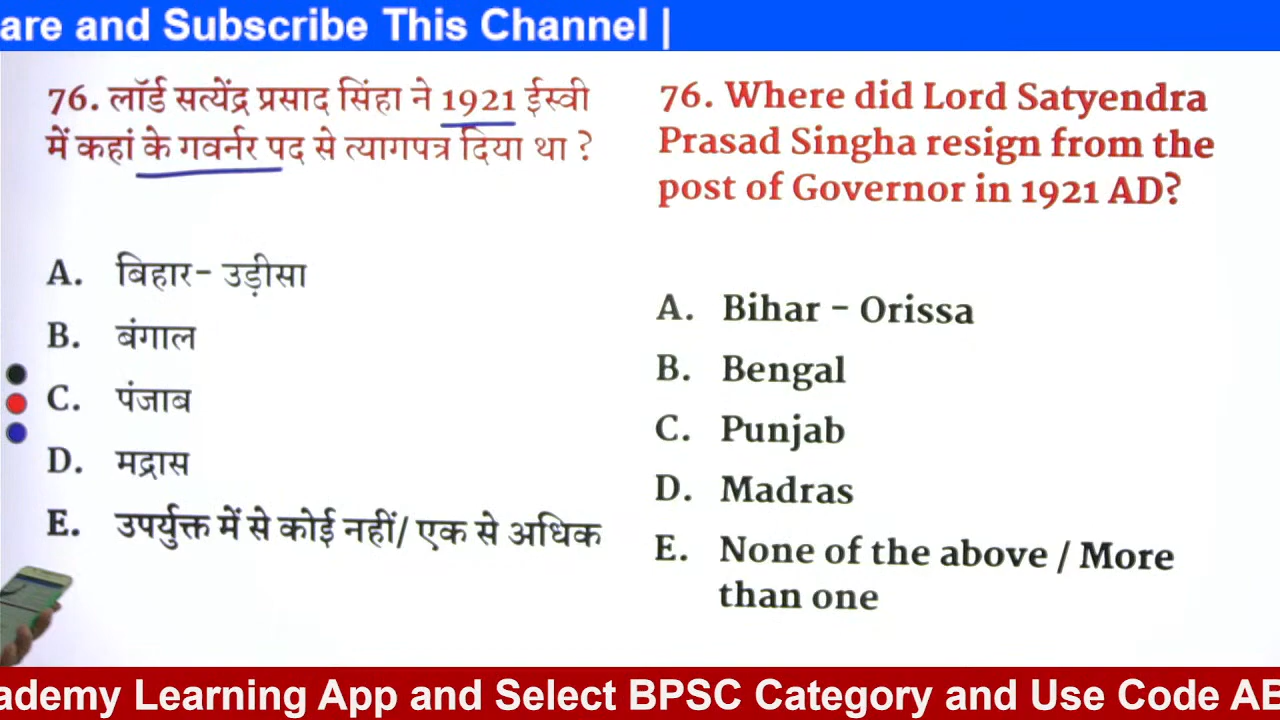 are and Subscribe This Channel |
76. लॉर्ड सत्येंद्र प्रसाद सिंहा ने 1921 ईस्वी
में कहां के गवर्नर पद से त्यागपत्र दिया था ?
A. बिहार- उड़ीसा
B. बंगाल
C. पंजाब
D. मद्रास
E. उपर्युक्त में से कोई नहीं/ एक से अधिक
76. Where did Lord Satyendra
Prasad Singha resign from the
post of Governor in 1921 AD?
A. Bihar - Orissa
B. Bengal
C. Punjab
D. Madras
E. None of the above / More
than one
ademy Learning App and Select BPSC Category and Use Code AB